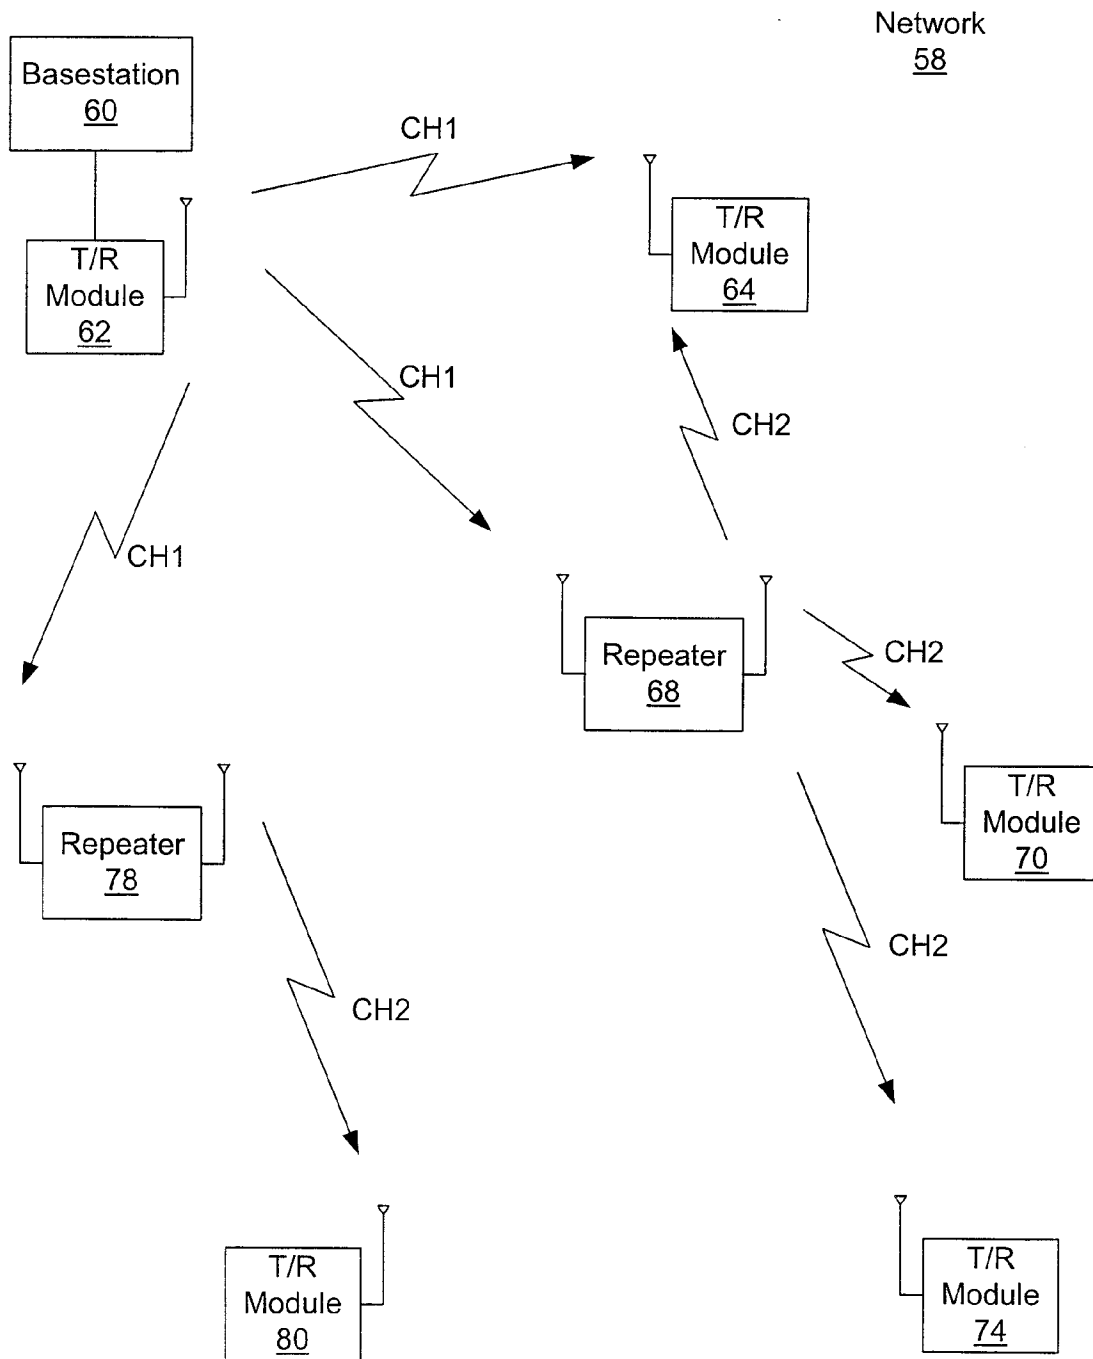 Network
58
Basestation
60
CH1
T/R
Module
62
T/R
Module
64
CH1
CH2
CH1
Repeater
68
CH2
T/R
Module
70
Repeater
78
CH2
CH2
T/R
Module
80
T/R
Module
74